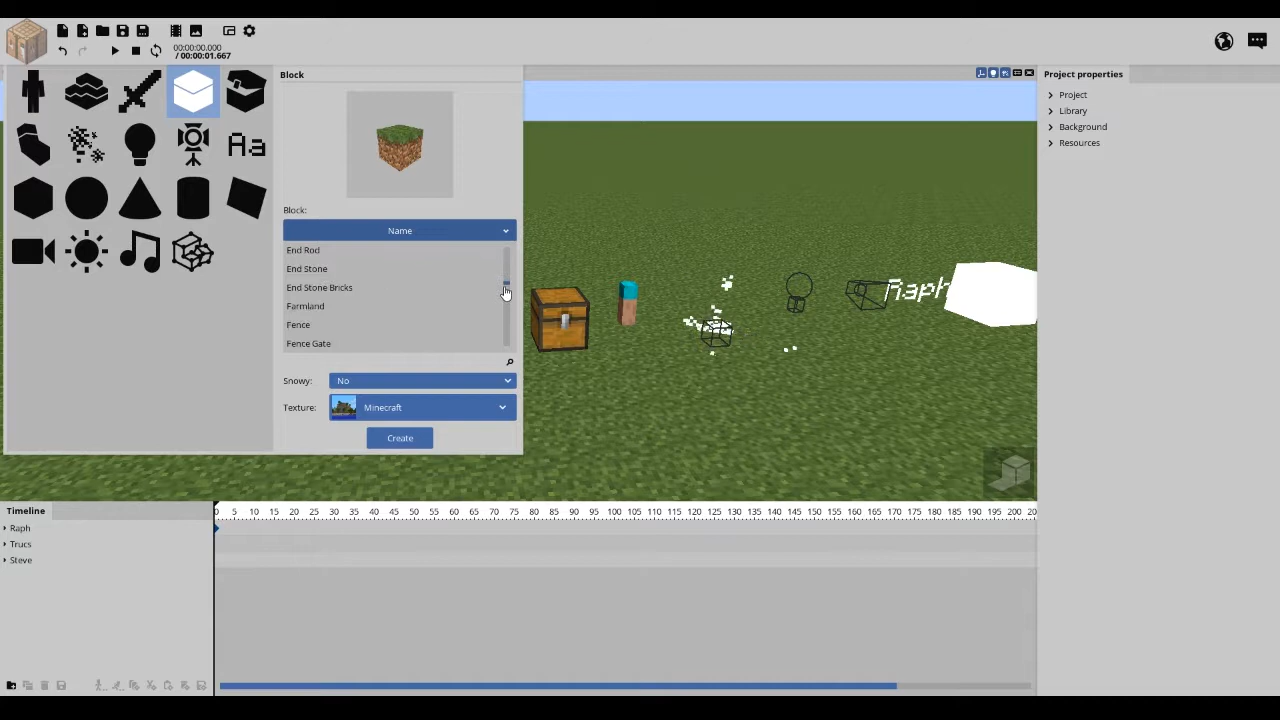 00:00:00.000
/ 00:00:01.667
Block
Block:
Name
End Rod
End Stone
End Stone Bricks
Farmland
Fence
Fence Gate
Snowy:
No
Texture:
Minecraft
Create
Raph
Project properties
Project
Library
Background
Resources
Timeline
Raph
Trucs
Steve
0 5 10 15 20 25 30 35 40 45 50 55 60 65 70 75 80 85 90 95 100 105 110 115 120 125 130 135 140 145 150 155 160 165 170 175 180 185 190 195 200 20
Aa